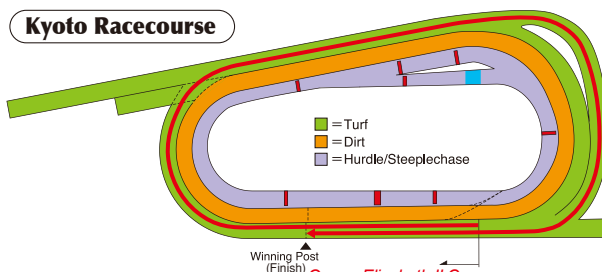 Kyoto Racecourse
=Turf
=Dirt
=Hurdle/Steeplechase
Winning Post
(Finish)